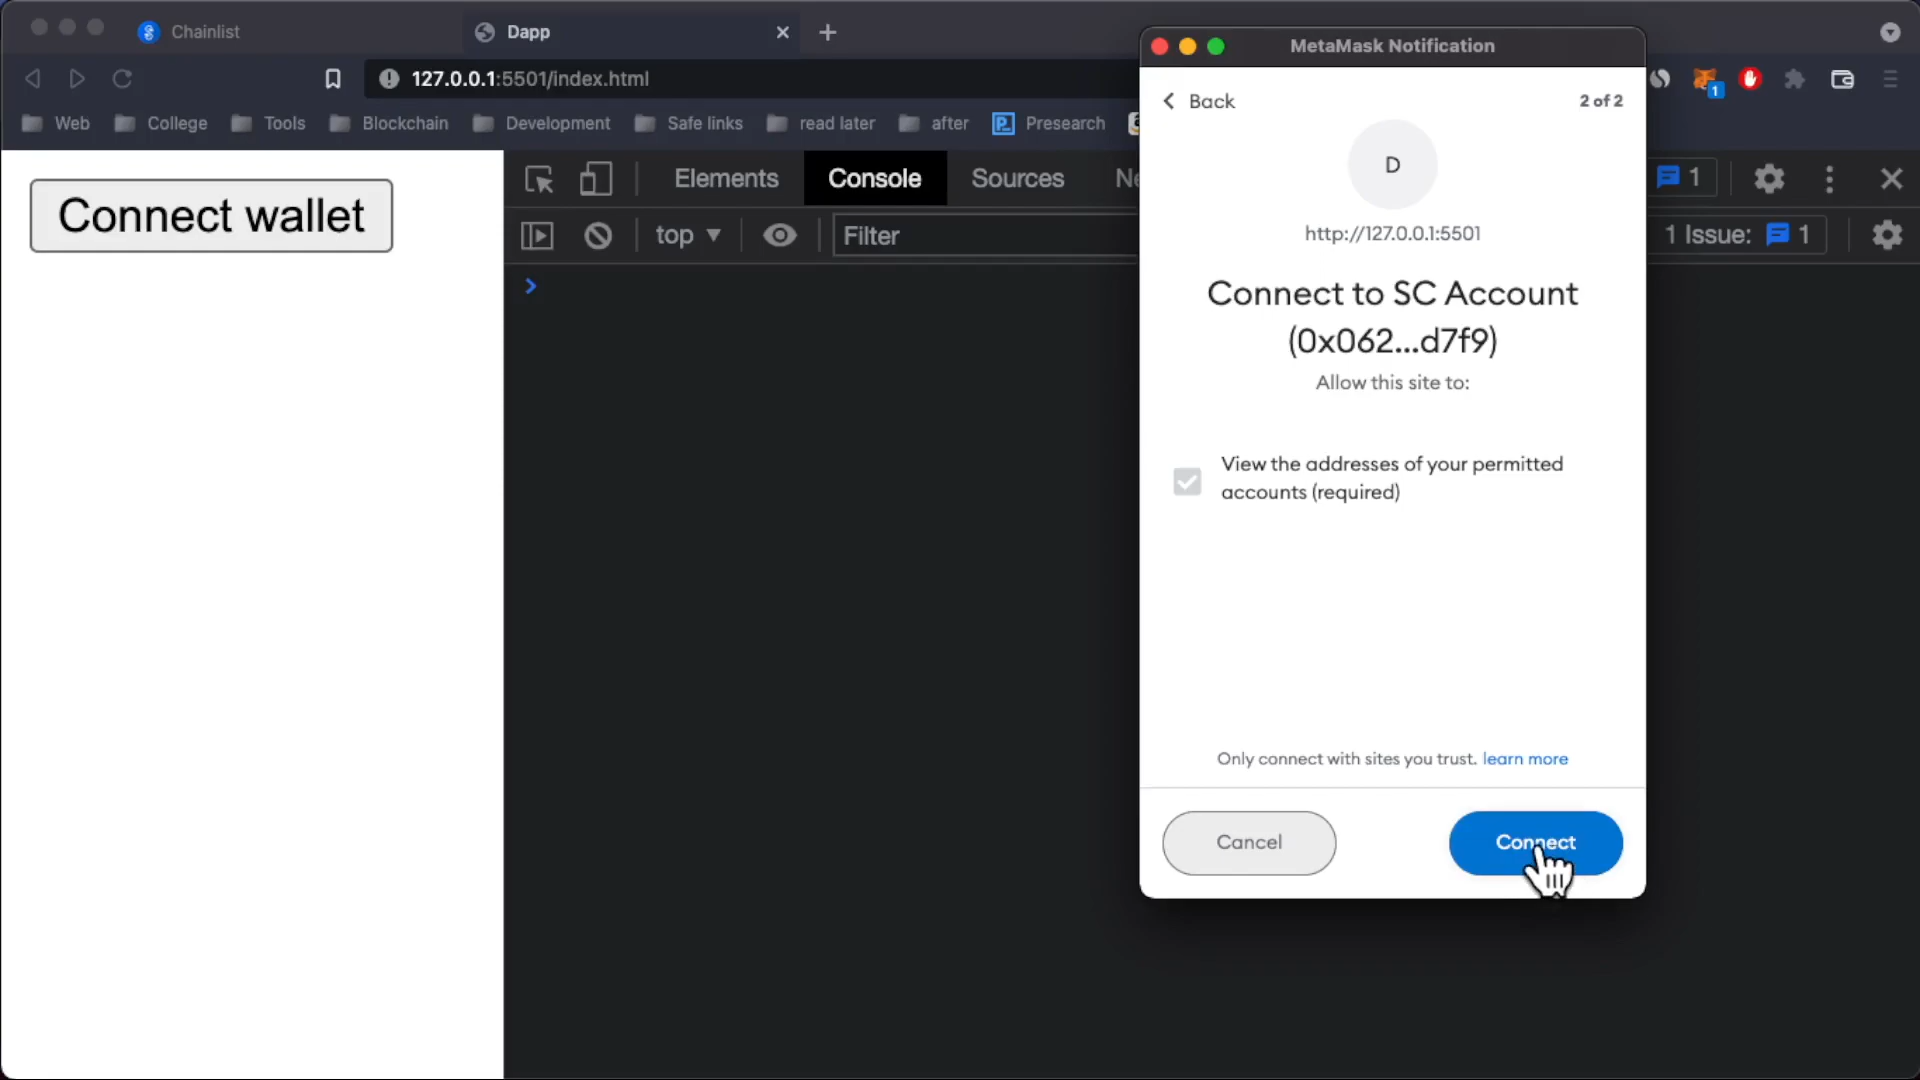 Chainlist
Dapp
127.0.0.1:5501/index.html
1
Web
College
Tools
Blockchain
Development
Safe links
read later
after
Presearch
Connect wallet
Elements
Console
Sources
1
top
Filter
1 Issue:
1
MetaMask Notification
Back
2 of 2
D
http://127.0.0.1:5501
Connect to SC Account
(0x062...d7f9)
Allow this site to:
View the addresses of your permitted
accounts (required)
Only connect with sites you trust. learn more
Cancel
Connect